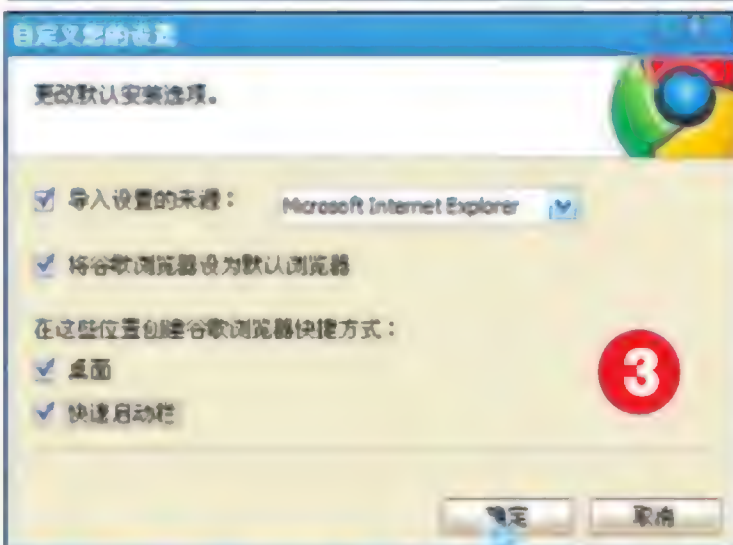 自定义您的设置
更改默认安装选项。
导入设置的来源： Microsoft Internet Explorer
将谷歌浏览器设为默认浏览器
在这些位置创建谷歌浏览器快捷方式：
桌面
快速启动栏
3
确定 取消